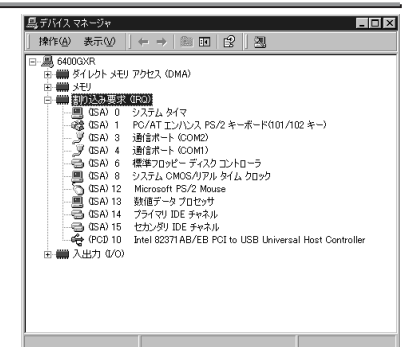 デバイス マネージャ
操作(A) 表示(V)
6400GXR
ダイレクト メモリ アクセス (DMA)
メモリ
割り込み要求 (IRQ)
(ISA) 0 システム タイマ
(ISA) 1 PC/AT エンハンス PS/2 キーボード(101/102 キー)
(ISA) 3 通信ポート (COM2)
(ISA) 4 通信ポート (COM1)
(ISA) 6 標準フロッピー ディスク コントローラ
(ISA) 8 システム CMOS/リアル タイム クロック
(ISA) 12 Microsoft PS/2 Mouse
(ISA) 13 数値データ プロセッサ
(ISA) 14 プライマリ IDE チャネル
(ISA) 15 セカンダリ IDE チャネル
(PCI) 10 Intel 82371AB/EB PCI to USB Universal Host Controller
入出力 (I/O)